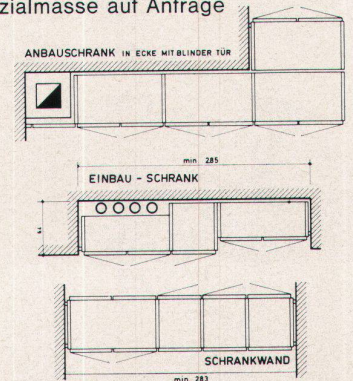 zialmasse auf Anfrage
ANBAUSCHRANK IN ECKE MIT BLINDER TÜR
min. 285
EINBAU - SCHRANK
SCHRANKWAND
min. 283